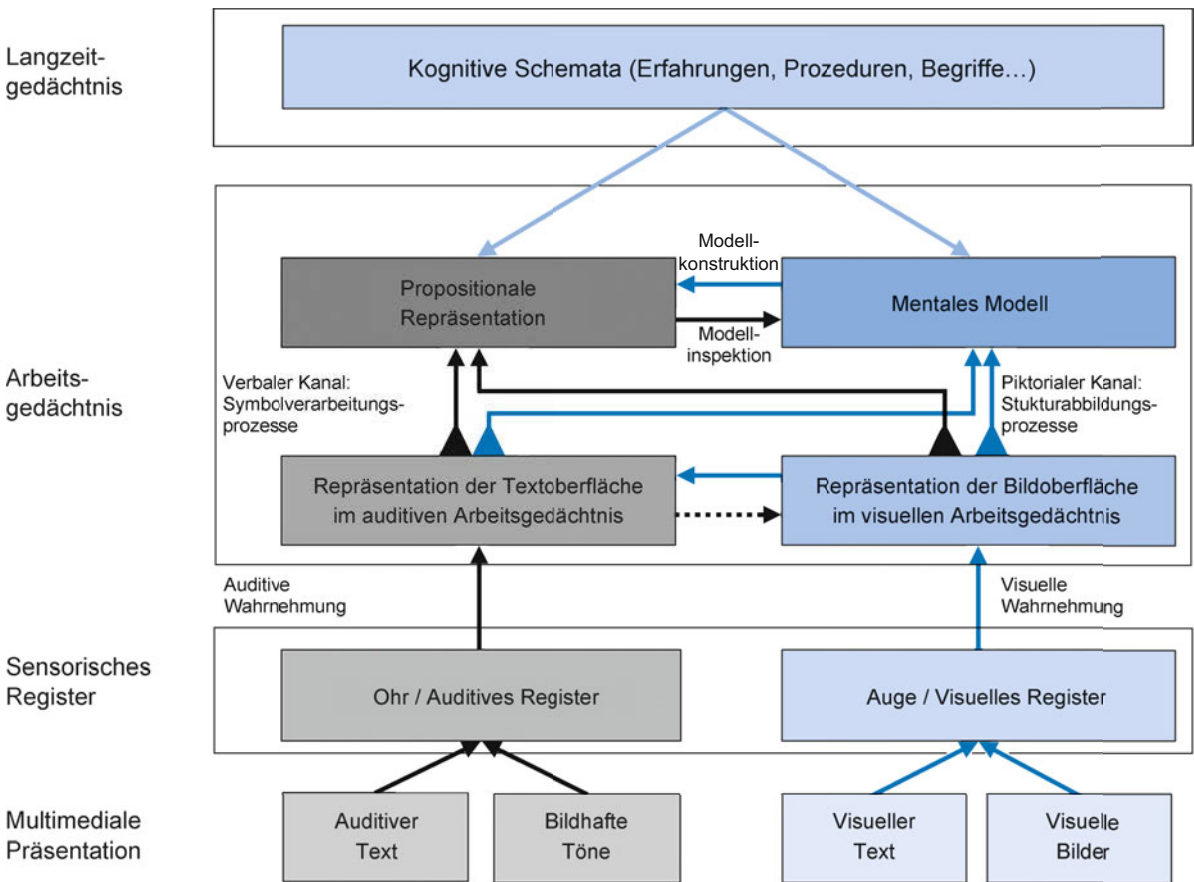 Langzeit-
gedächtnis
Kognitive Schemata (Erfahrungen, Prozeduren, Begriffe…)
Arbeits-
gedächtnis
Propositionale
Repräsentation
Modell-
konstruktion
Modell-
inspektion
Mentales Modell
Verbaler Kanal:
Symbolverarbeitungs-
prozesse
Piktorialer Kanal:
Stukturabbildungs-
prozesse
Repräsentation der Textoberfläche
im auditiven Arbeitsgedächtnis
Repräsentation der Bildoberfläche
im visuellen Arbeitsgedächtnis
Auditive
Wahrnehmung
Visuelle
Wahrnehmung
Sensorisches
Register
Ohr / Auditives Register
Auge / Visuelles Register
Multimediale
Präsentation
Auditiver
Text
Bildhafte
Töne
Visueller
Text
Visuelle
Bilder